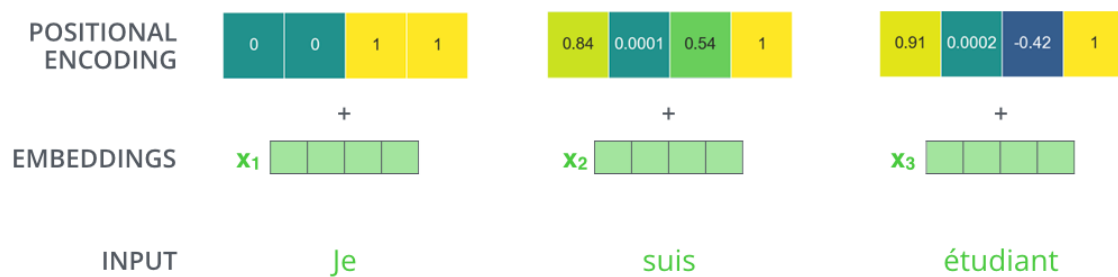 POSITIONAL ENCODING
0 0 1 1
0.84 0.0001 0.54 1
0.91 0.0002 -0.42 1
+ + +
EMBEDDINGS x₁ x₂ x₃
INPUT Je suis étudiant